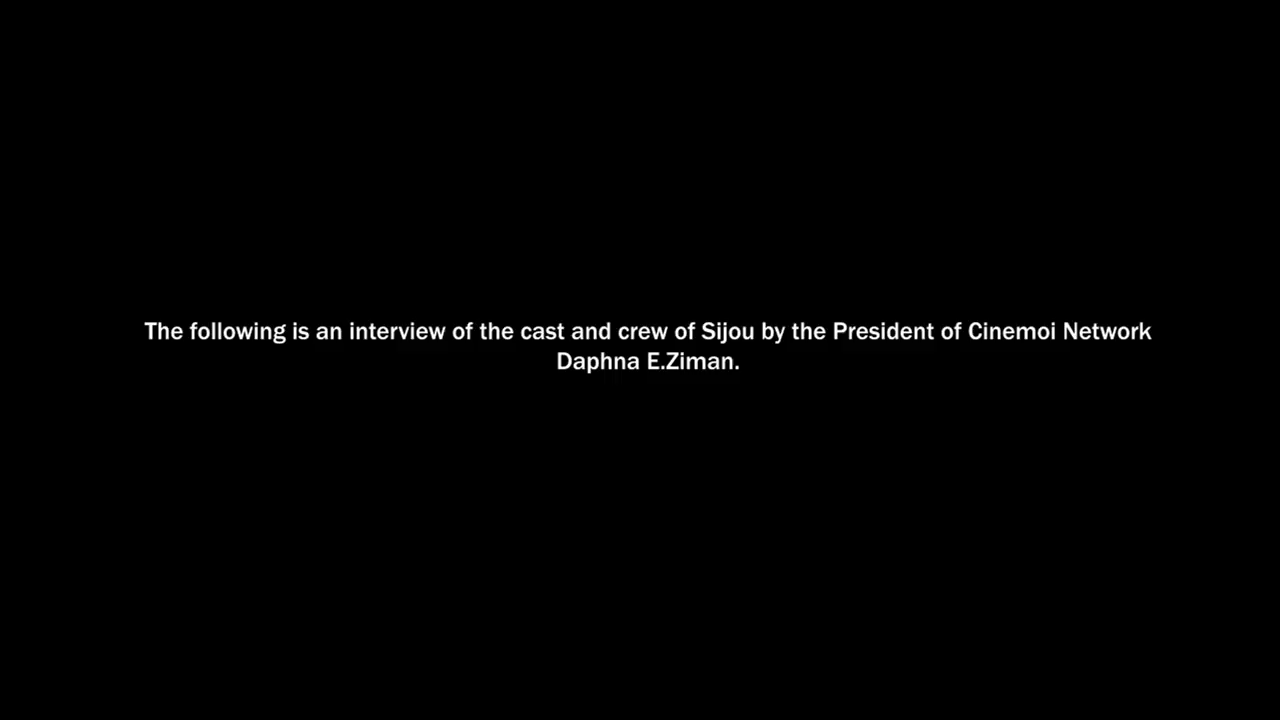 The following is an interview of the cast and crew of Sijou by the President of Cinemoi Network
Daphna E.Ziman.